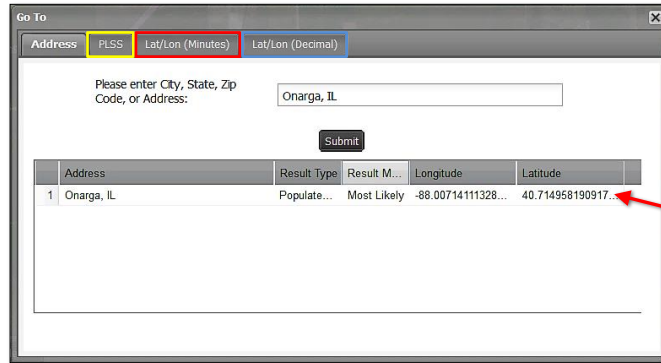 Go To
Address PLSS Lat/Lon (Minutes) Lat/Lon (Decimal)
Please enter City, State, Zip
Code, or Address:
Onarga, IL
Submit
Address Result Type Result M... Longitude Latitude
1 Onarga, IL Populate... Most Likely -88.00714111328... 40.714958190917...